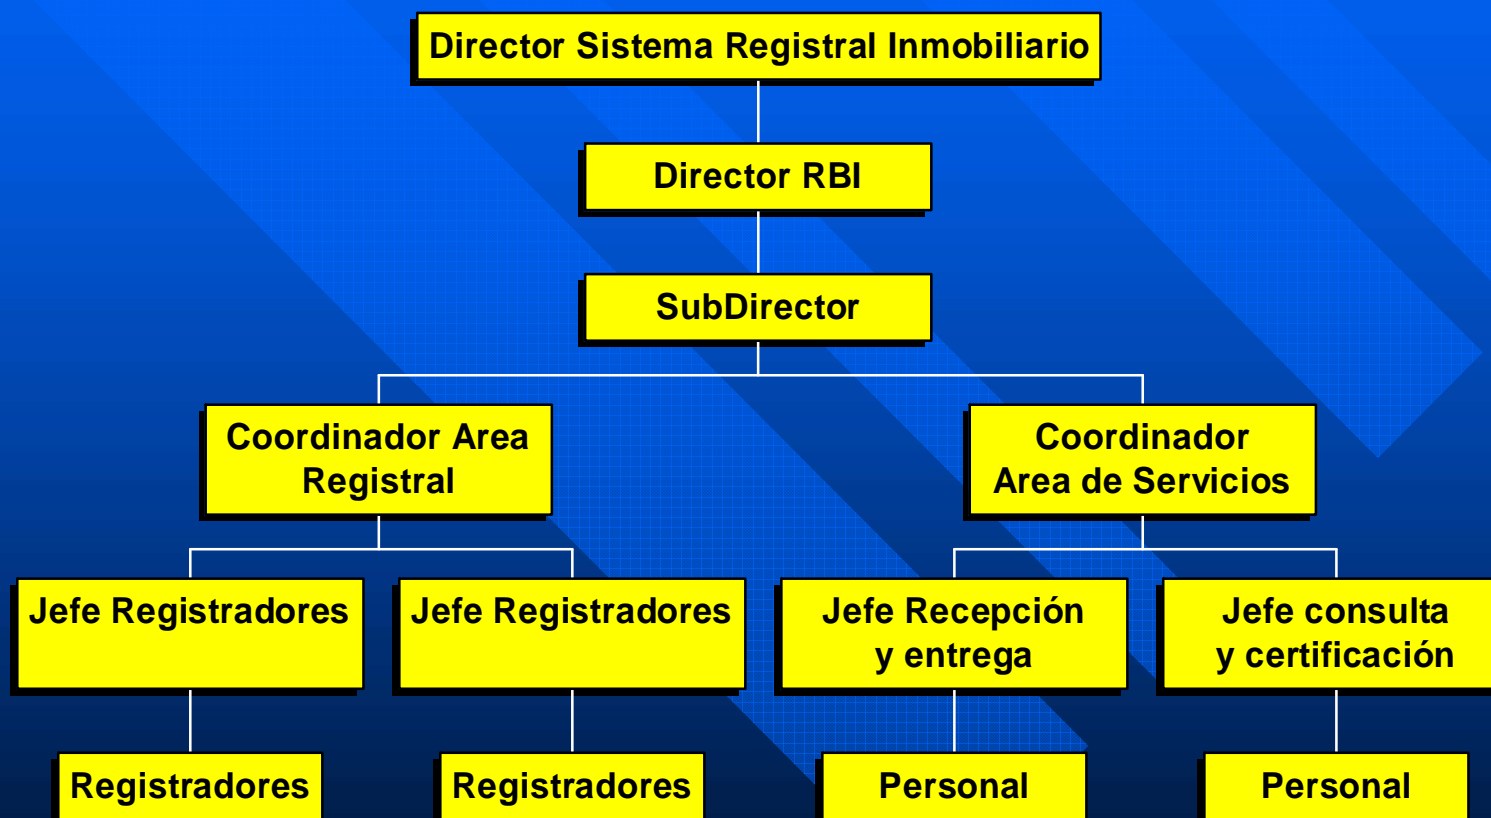 Director Sistema Registral Inmobiliario
Director RBI
SubDirector
Coordinador Area
Registral
Coordinador
Area de Servicios
Jefe Registradores
Jefe Registradores
Jefe Recepción
y entrega
Jefe consulta
y certificación
Registradores
Registradores
Personal
Personal